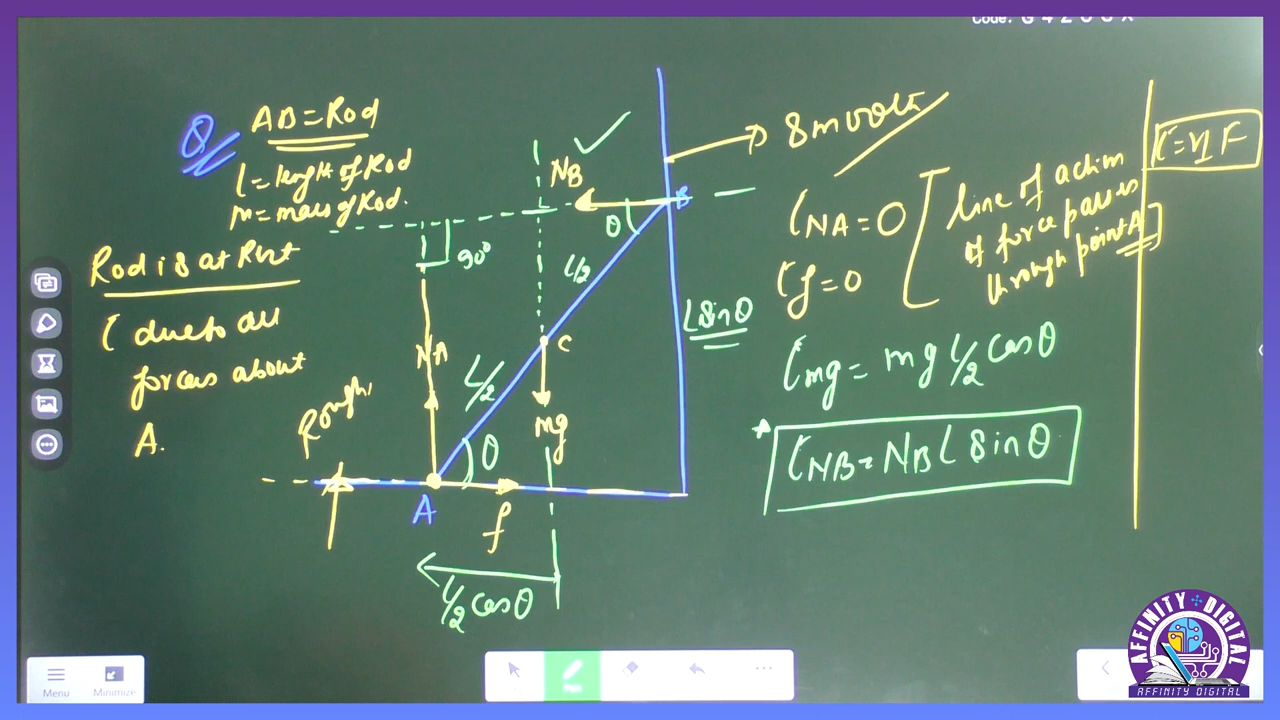 Q
AB = Rod
l = length of Rod
m = mass of Rod.
Rod is at Rest
τ due to all
forces about
A.
Rough
NA
NB
90°
θ
B
L/2
C
L/2
mg
θ
A
f
L/2 cosθ
l sinθ
Smooth
τNA = 0
τf = 0
[line of action
of force passes
through point A]
τmg = mg L/2 cosθ
τNB = NB l sinθ
τ = r⊥ F
Menu
Minimize
AFFINITY DIGITAL
AFFINITY DIGITAL